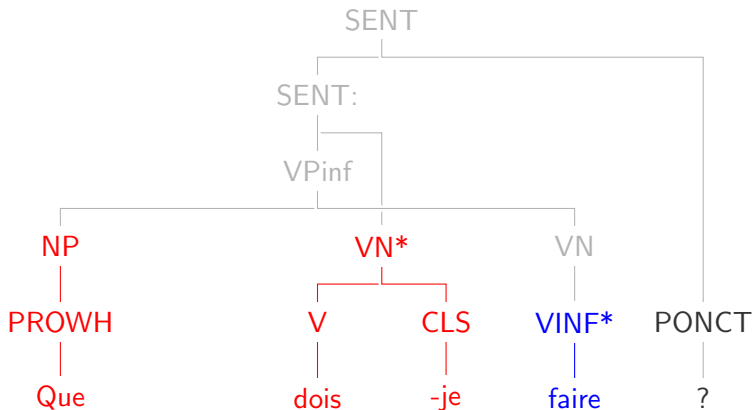 SENT
SENT:
VPinf
NP VN* VN
PROWH V CLS VINF* PONCT
Que dois -je faire ?